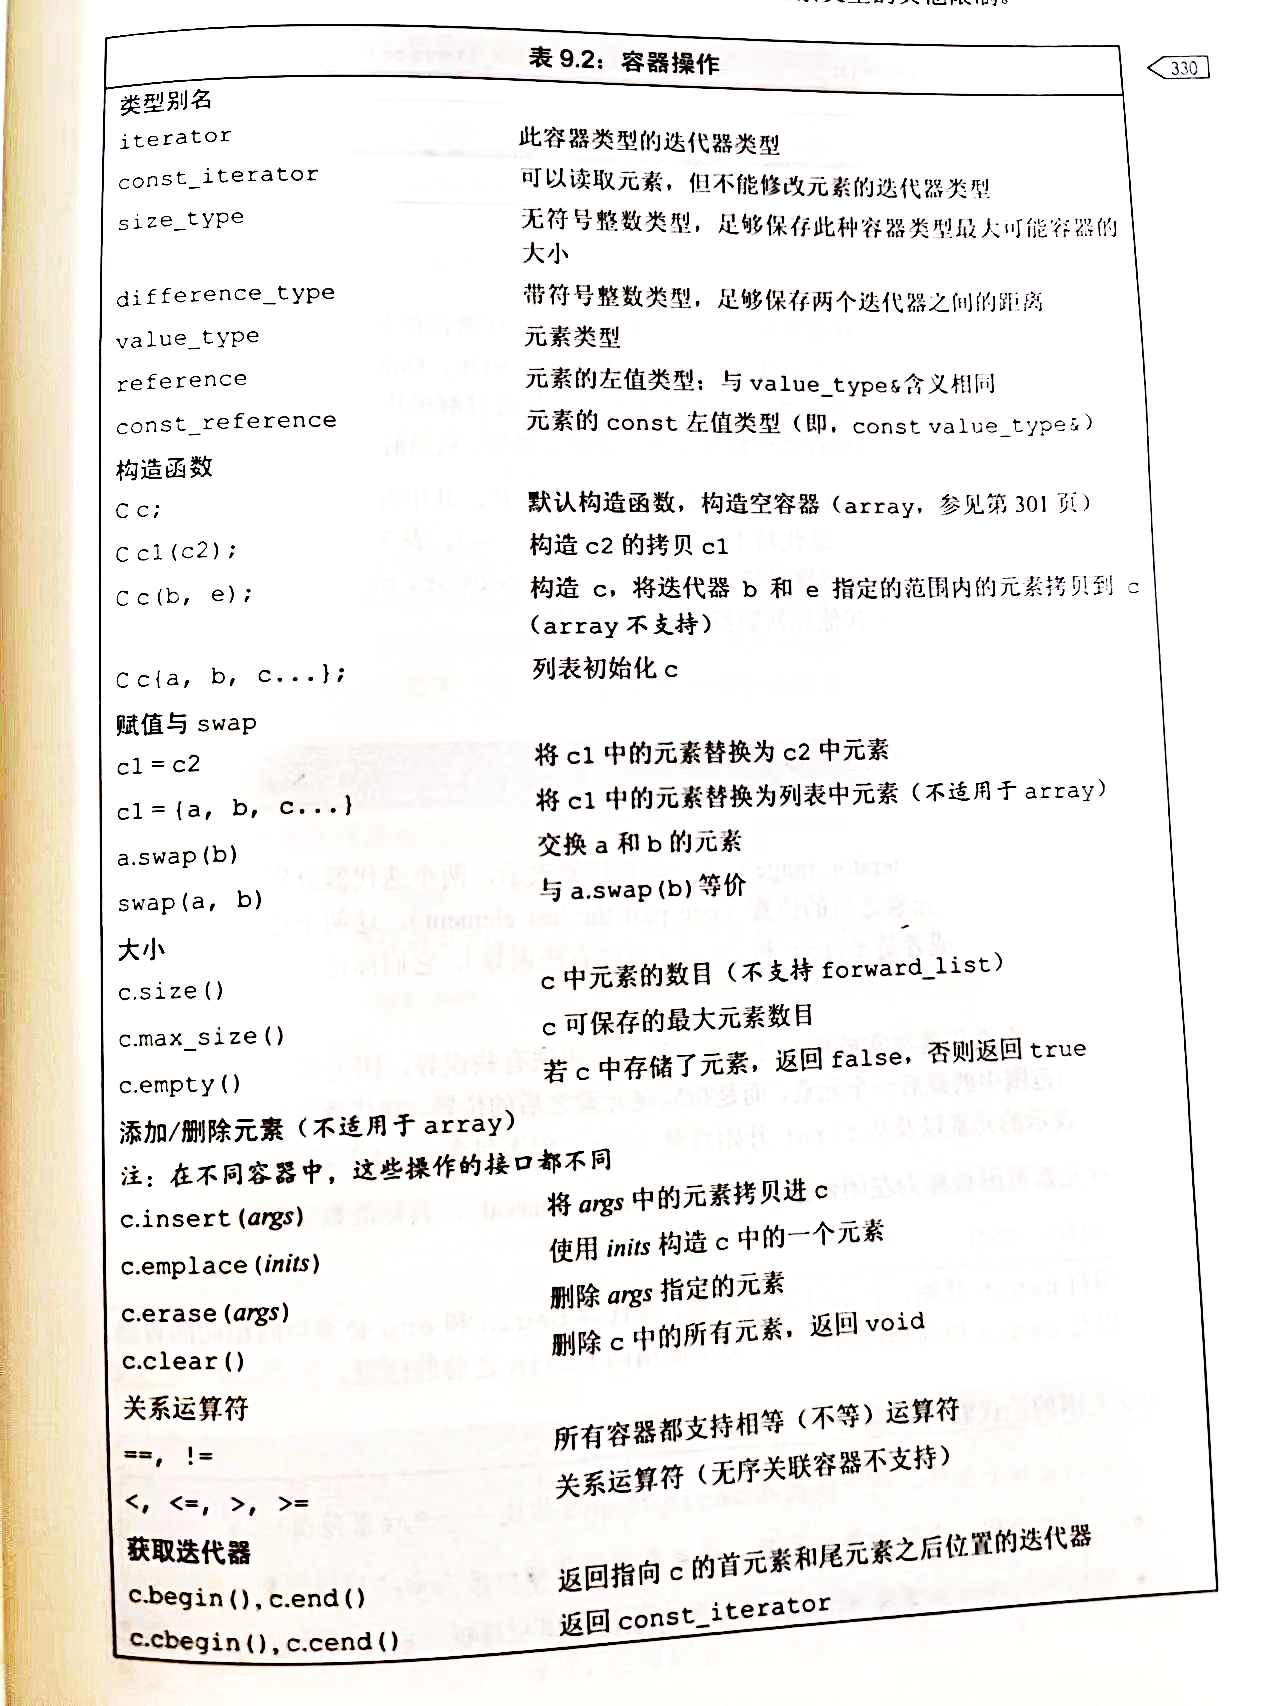 表 9.2：容器操作
330
类型别名
iterator 此容器类型的迭代器类型
const_iterator 可以读取元素，但不能修改元素的迭代器类型
size_type 无符号整数类型，足够保存此种容器类型最大可能容器的
大小
difference_type 带符号整数类型，足够保存两个迭代器之间的距离
value_type 元素类型
reference 元素的左值类型；与 value_type&含义相同
const_reference 元素的 const 左值类型（即，const value_type&）
构造函数
C c; 默认构造函数，构造空容器（array，参见第 301 页）
C c1(c2); 构造 c2 的拷贝 c1
C c(b, e); 构造 c，将迭代器 b 和 e 指定的范围内的元素拷贝到 c
（array 不支持）
C c{a, b, c...}; 列表初始化 c
赋值与 swap
c1 = c2 将 c1 中的元素替换为 c2 中元素
c1 = {a, b, c...} 将 c1 中的元素替换为列表中元素（不适用于 array）
a.swap(b) 交换 a 和 b 的元素
swap(a, b) 与 a.swap(b)等价
大小
c.size() c 中元素的数目（不支持 forward_list）
c.max_size() c 可保存的最大元素数目
c.empty() 若 c 中存储了元素，返回 false，否则返回 true
添加/删除元素（不适用于 array）
注：在不同容器中，这些操作的接口都不同
c.insert(args) 将 args 中的元素拷贝进 c
c.emplace(inits) 使用 inits 构造 c 中的一个元素
c.erase(args) 删除 args 指定的元素
c.clear() 删除 c 中的所有元素，返回 void
关系运算符
==, != 所有容器都支持相等（不等）运算符
<, <=, >, >= 关系运算符（无序关联容器不支持）
获取迭代器
c.begin(), c.end() 返回指向 c 的首元素和尾元素之后位置的迭代器
c.cbegin(), c.cend() 返回 const_iterator